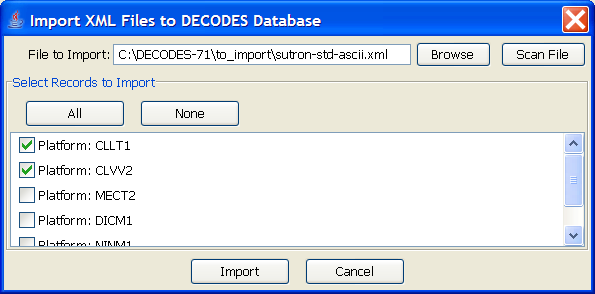 Import XML Files to DECODES Database
File to Import: C:\DECODES-71\to_import\sutron-std-ascii.xml Browse Scan File
Select Records to Import
All None
Platform: CLLT1
Platform: CLVV2
Platform: MECT2
Platform: DICM1
Platform: NINM1
Import Cancel